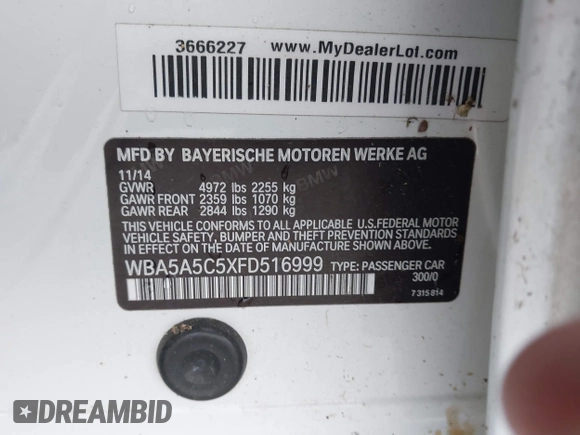 3666227 www.MyDealerLot.com
MFD BY BAYERISCHE MOTOREN WERKE AG
11/14
GVWR 4972 lbs 2255 kg
GAWR FRONT 2359 lbs 1070 kg
GAWR REAR 2844 lbs 1290 kg
THIS VEHICLE CONFORMS TO ALL APPLICABLE U.S.FEDERAL MOTOR
VEHICLE SAFETY, BUMPER AND THEFT PREVENTION STANDARDS
IN EFFECT ON THE DATE OF MANUFACTURE SHOWN ABOVE.
WBA5A5C5XFD516999 TYPE: PASSENGER CAR
300/0
7 315 814
DREAMBID